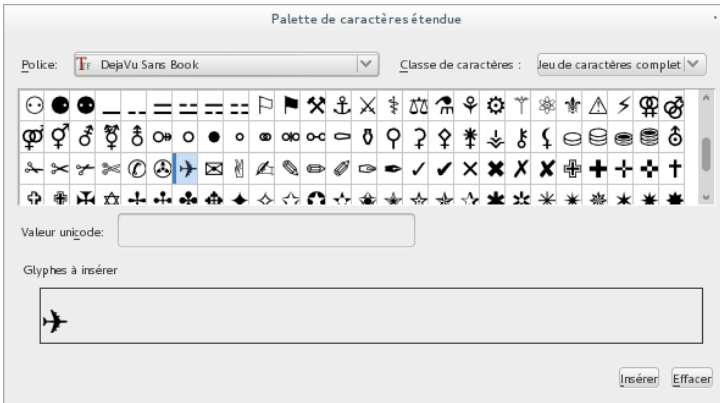 Palette de caractères étendue
Police: DejaVu Sans Book Classe de caractères : Jeu de caractères complet
Valeur unicode:
Glyphes à insérer
✈
Insérer Effacer